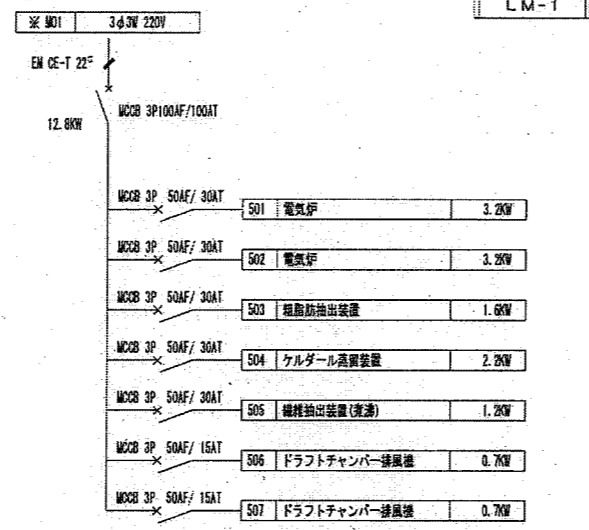 LM-1
※ M01 3φ3W 220V
EM CE-T 22□
MCCB 3P100AF/100AT
12.8KW
MCCB 3P 50AF/ 30AT
501 電気炉 3.2KW
MCCB 3P 50AF/ 30AT
502 電気炉 3.2KW
MCCB 3P 50AF/ 30AT
503 粗脂肪抽出装置 1.6KW
MCCB 3P 50AF/ 30AT
504 ケルダール蒸留装置 2.2KW
MCCB 3P 50AF/ 30AT
505 繊維抽出装置(煮沸) 1.2KW
MCCB 3P 50AF/ 15AT
506 ドラフトチャンバー排風機 0.7KW
MCCB 3P 50AF/ 15AT
507 ドラフトチャンバー排風機 0.7KW